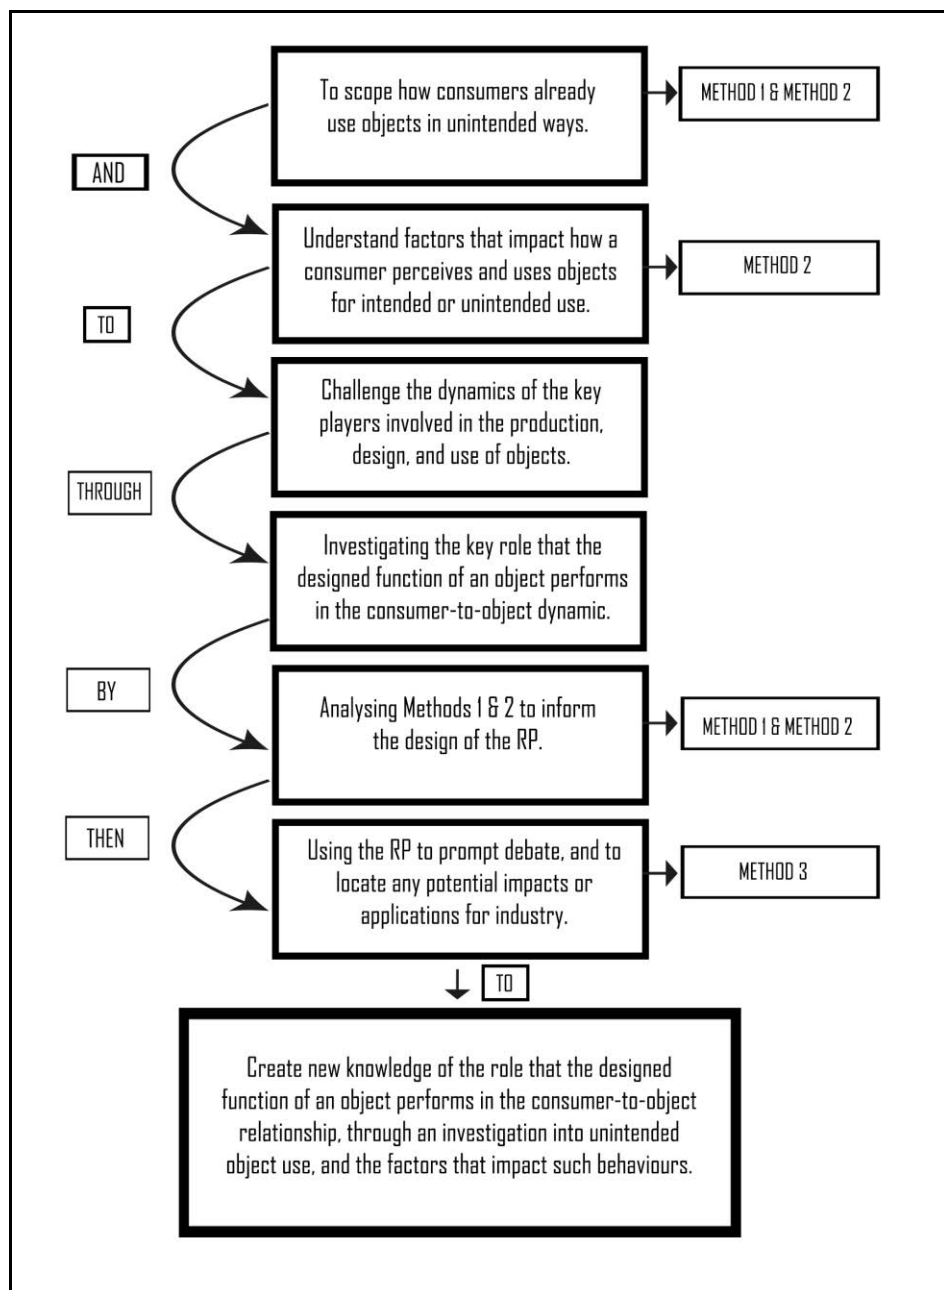 To scope how consumers already
use objects in unintended ways.
METHOD 1 & METHOD 2
AND
Understand factors that impact how a
consumer perceives and uses objects
for intended or unintended use.
METHOD 2
TO
Challenge the dynamics of the key
players involved in the production,
design, and use of objects.
THROUGH
Investigating the key role that the
designed function of an object performs
in the consumer-to-object dynamic.
BY
Analysing Methods 1 & 2 to inform
the design of the RP.
METHOD 1 & METHOD 2
THEN
Using the RP to prompt debate, and to
locate any potential impacts or
applications for industry.
METHOD 3
TO
Create new knowledge of the role that the designed
function of an object performs in the consumer-to-object
relationship, through an investigation into unintended
object use, and the factors that impact such behaviours.